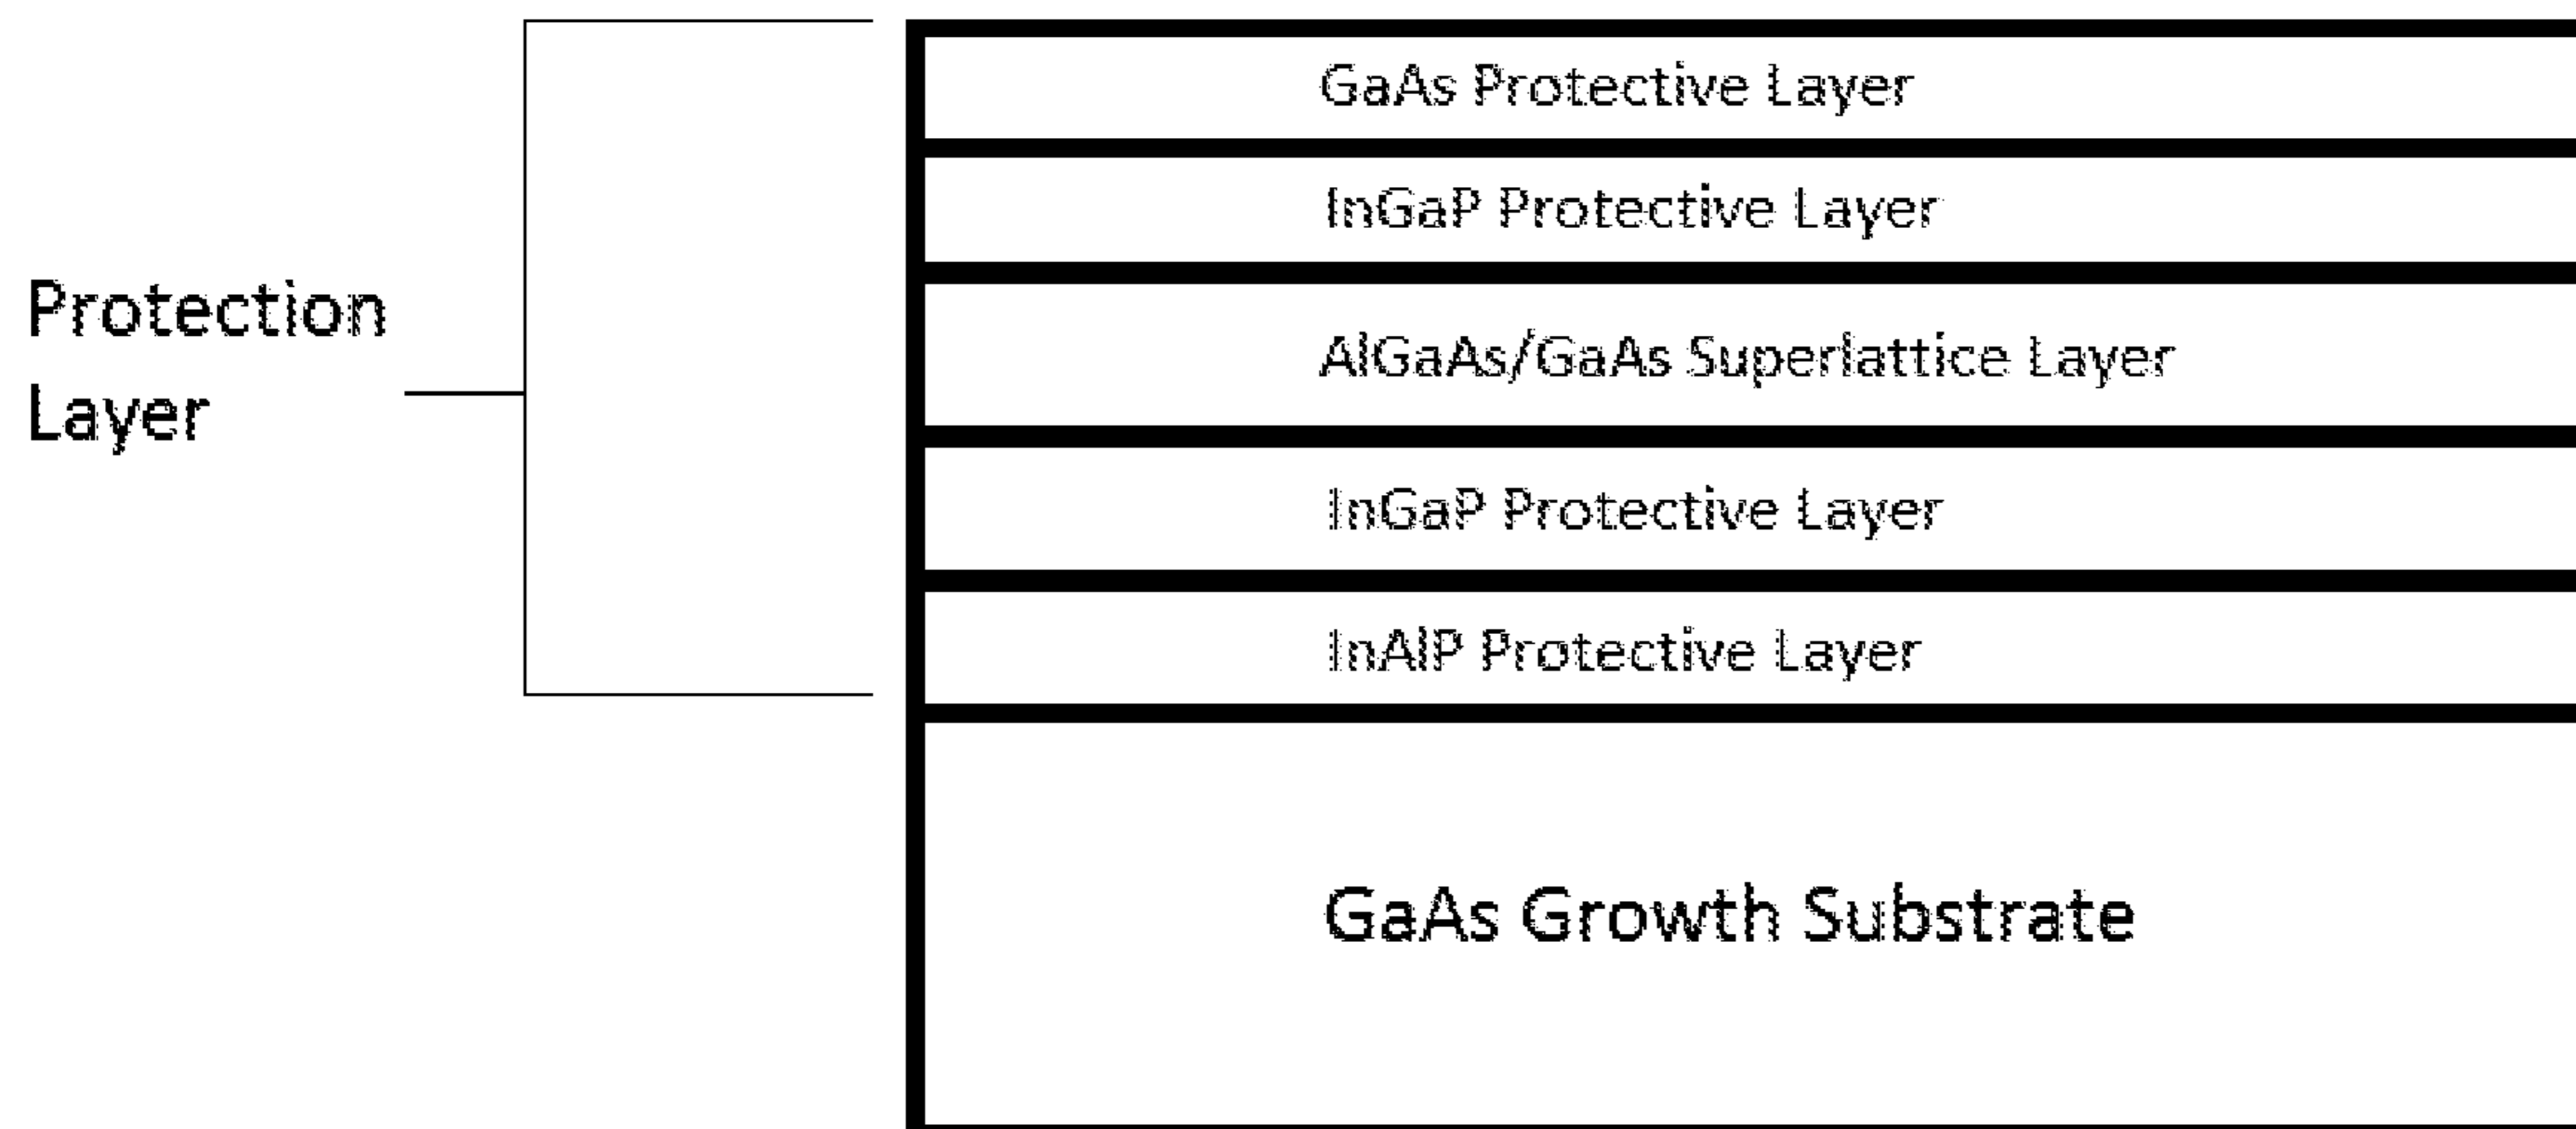 GaAs Protective Layer
InGaP Protective Layer
Protection
Layer
AlGaAs/GaAs Superlattice Layer
InGaP Protective Layer
InAlP Protective Layer
GaAs Growth Substrate